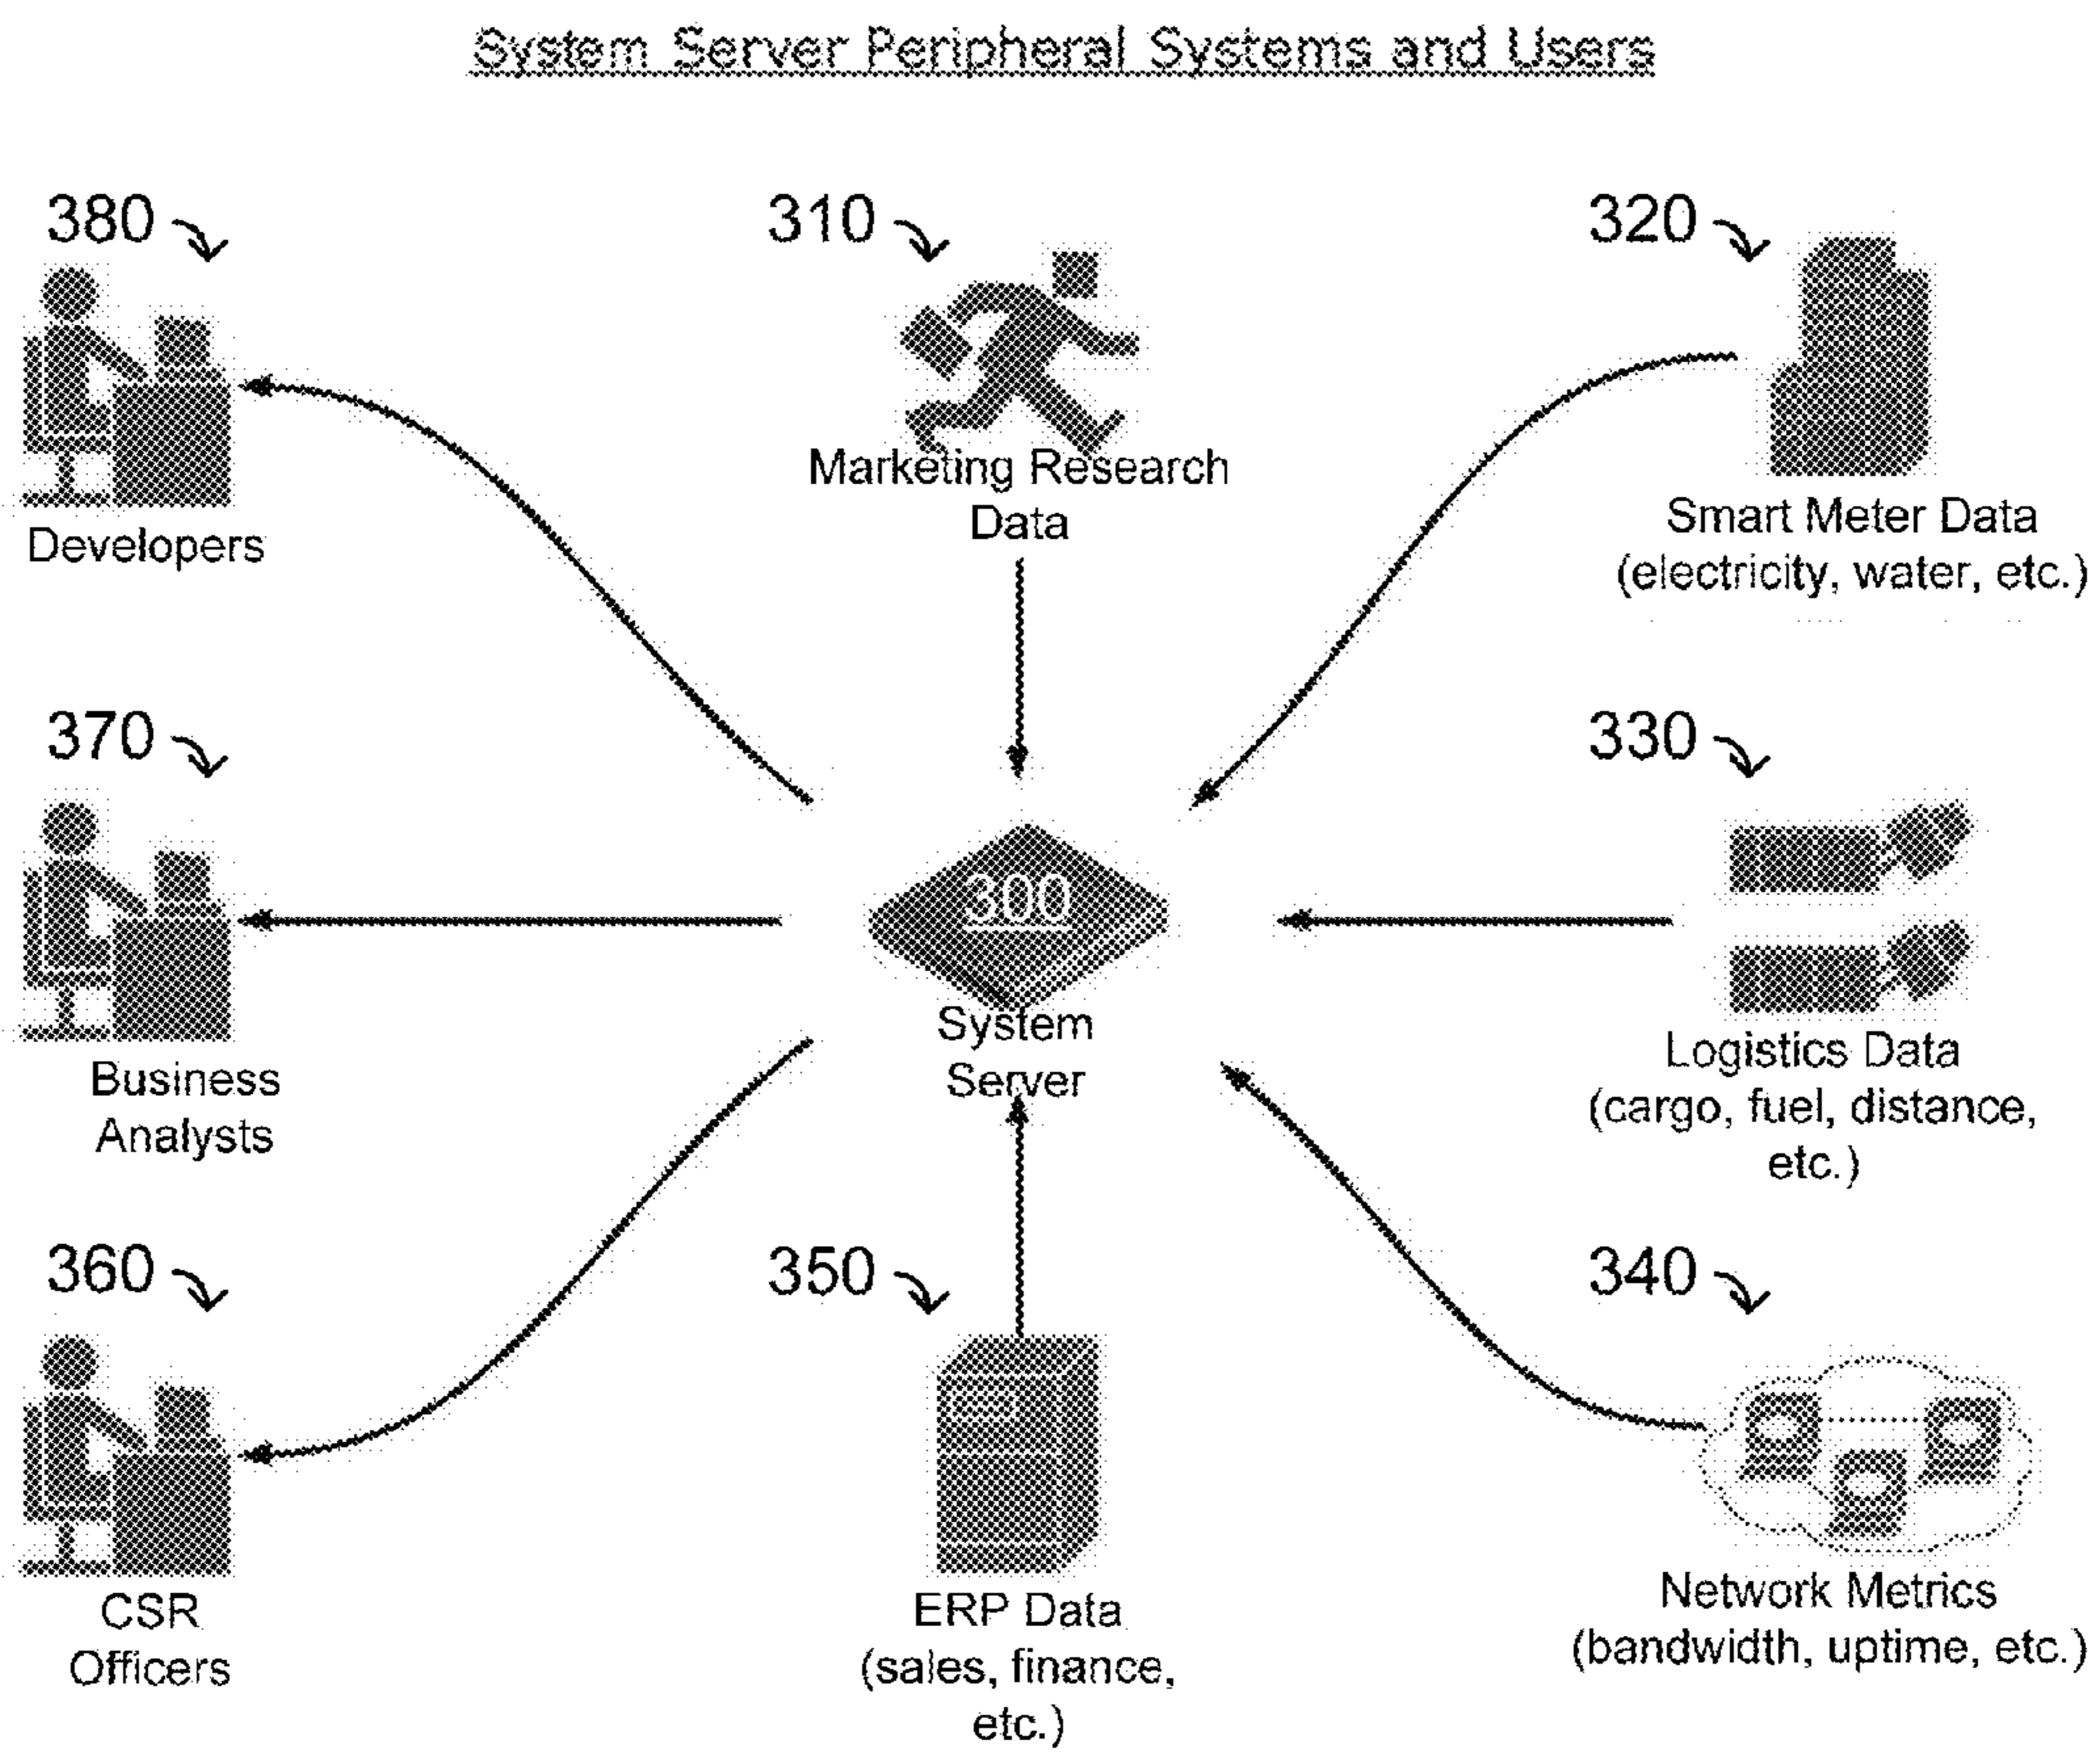 System Server Peripheral Systems and Users
380
310
320
Marketing Research
Data
Developers
Smart Meter Data
(electricity, water, etc.)
370
330
300
System
Server
Business
Analysts
Logistics Data
(cargo, fuel, distance,
etc.)
360
350
340
CSR
Officers
ERP Data
(sales, finance,
etc.)
Network Metrics
(bandwidth, uptime, etc.)